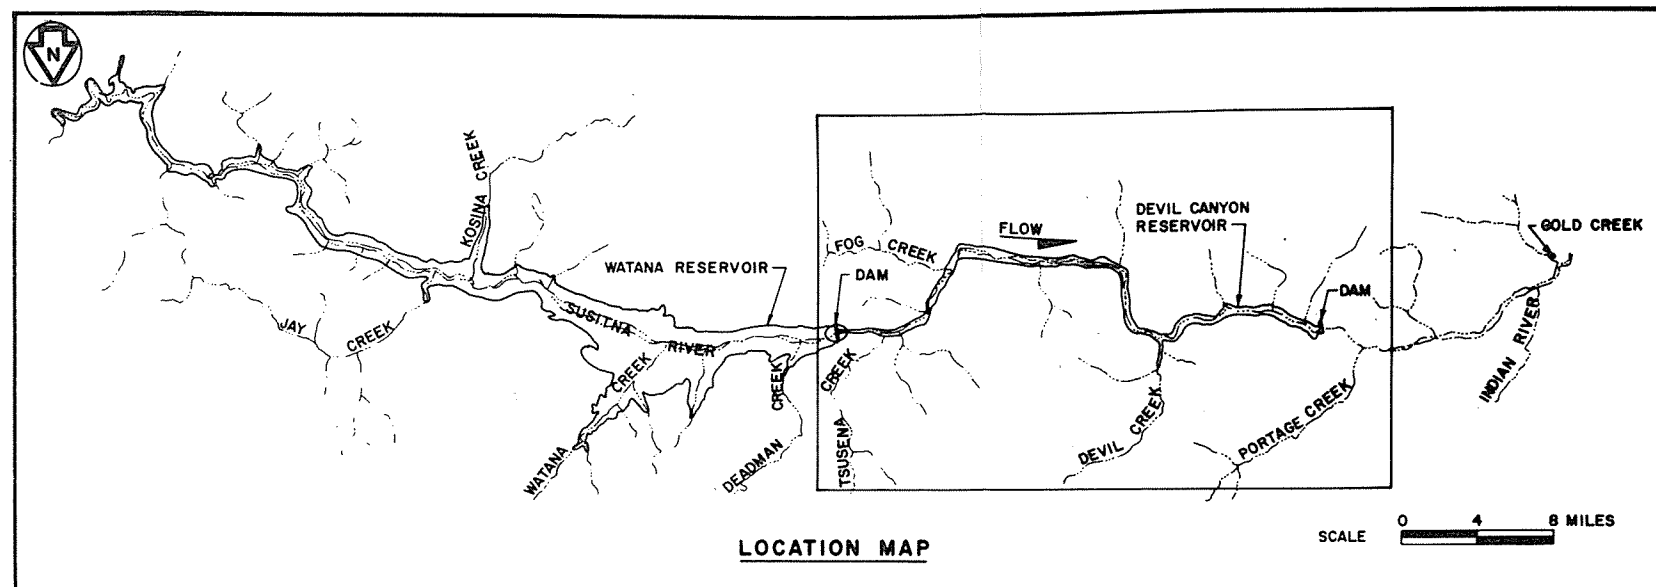 N
KOSINA CREEK
DEVIL CANYON
RESERVOIR
GOLD CREEK
FLOW
FOG CREEK
WATANA RESERVOIR
DAM
DAM
SUSITNA RIVER
JAY CREEK
INDIAN RIVER
WATANA CREEK
DEADMAN CREEK
TSUSENA CREEK
DEVIL CREEK
PORTAGE CREEK
0 4 8 MILES
SCALE
LOCATION MAP